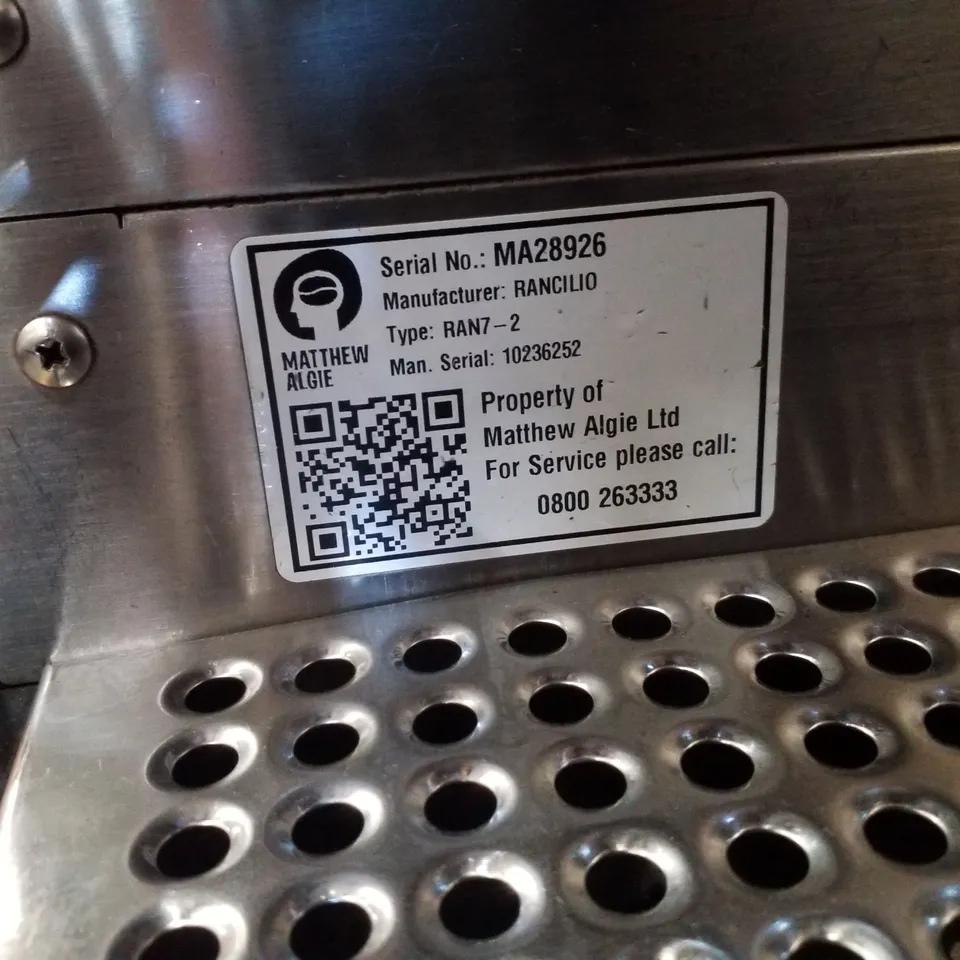 MATTHEW
ALGIE
Serial No.: MA28926
Manufacturer: RANCILIO
Type: RAN7-2
Man. Serial: 10236252
Property of
Matthew Algie Ltd
For Service please call:
0800 263333